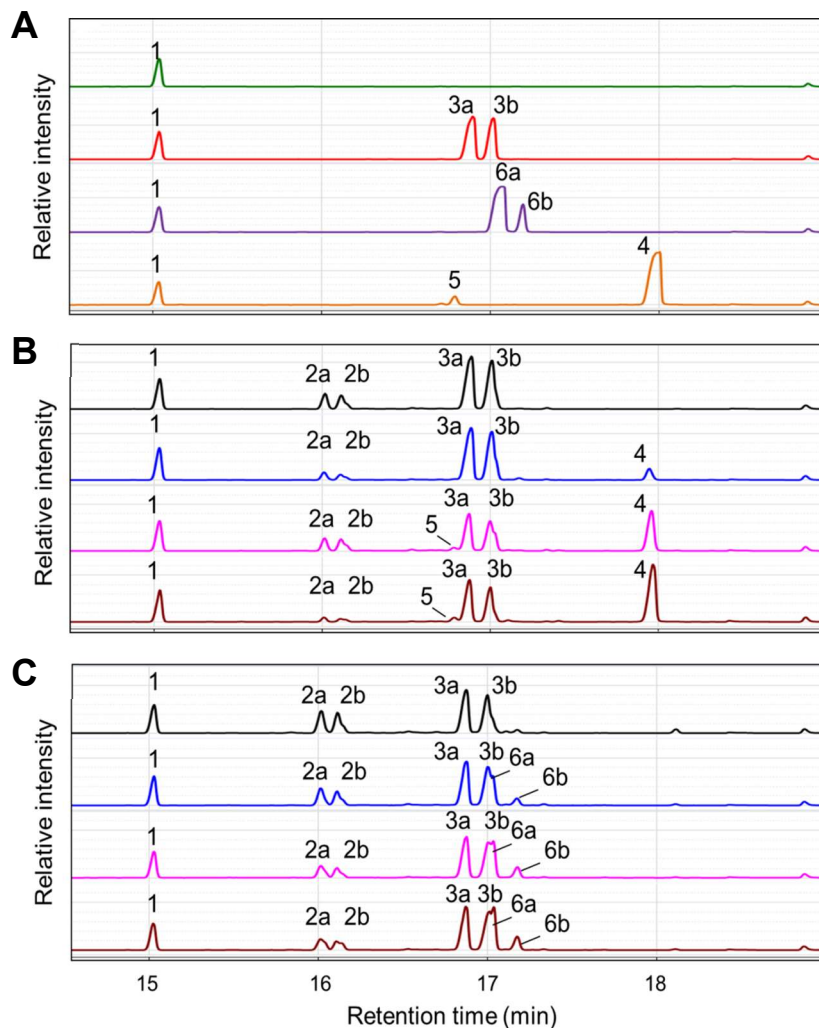 A
Relative intensity
1
1 3a 3b
1 6a 6b
1 5 4
B
Relative intensity
1 2a 2b 3a 3b
1 2a 2b 3a 3b 4
1 2a 2b 5 3a 3b 4
1 2a 2b 5 3a 3b 4
C
Relative intensity
1 2a 2b 3a 3b
1 2a 2b 3a 3b 6a 6b
1 2a 2b 3a 3b 6a 6b
1 2a 2b 3a 3b 6a 6b
15 16 17 18
Retention time (min)